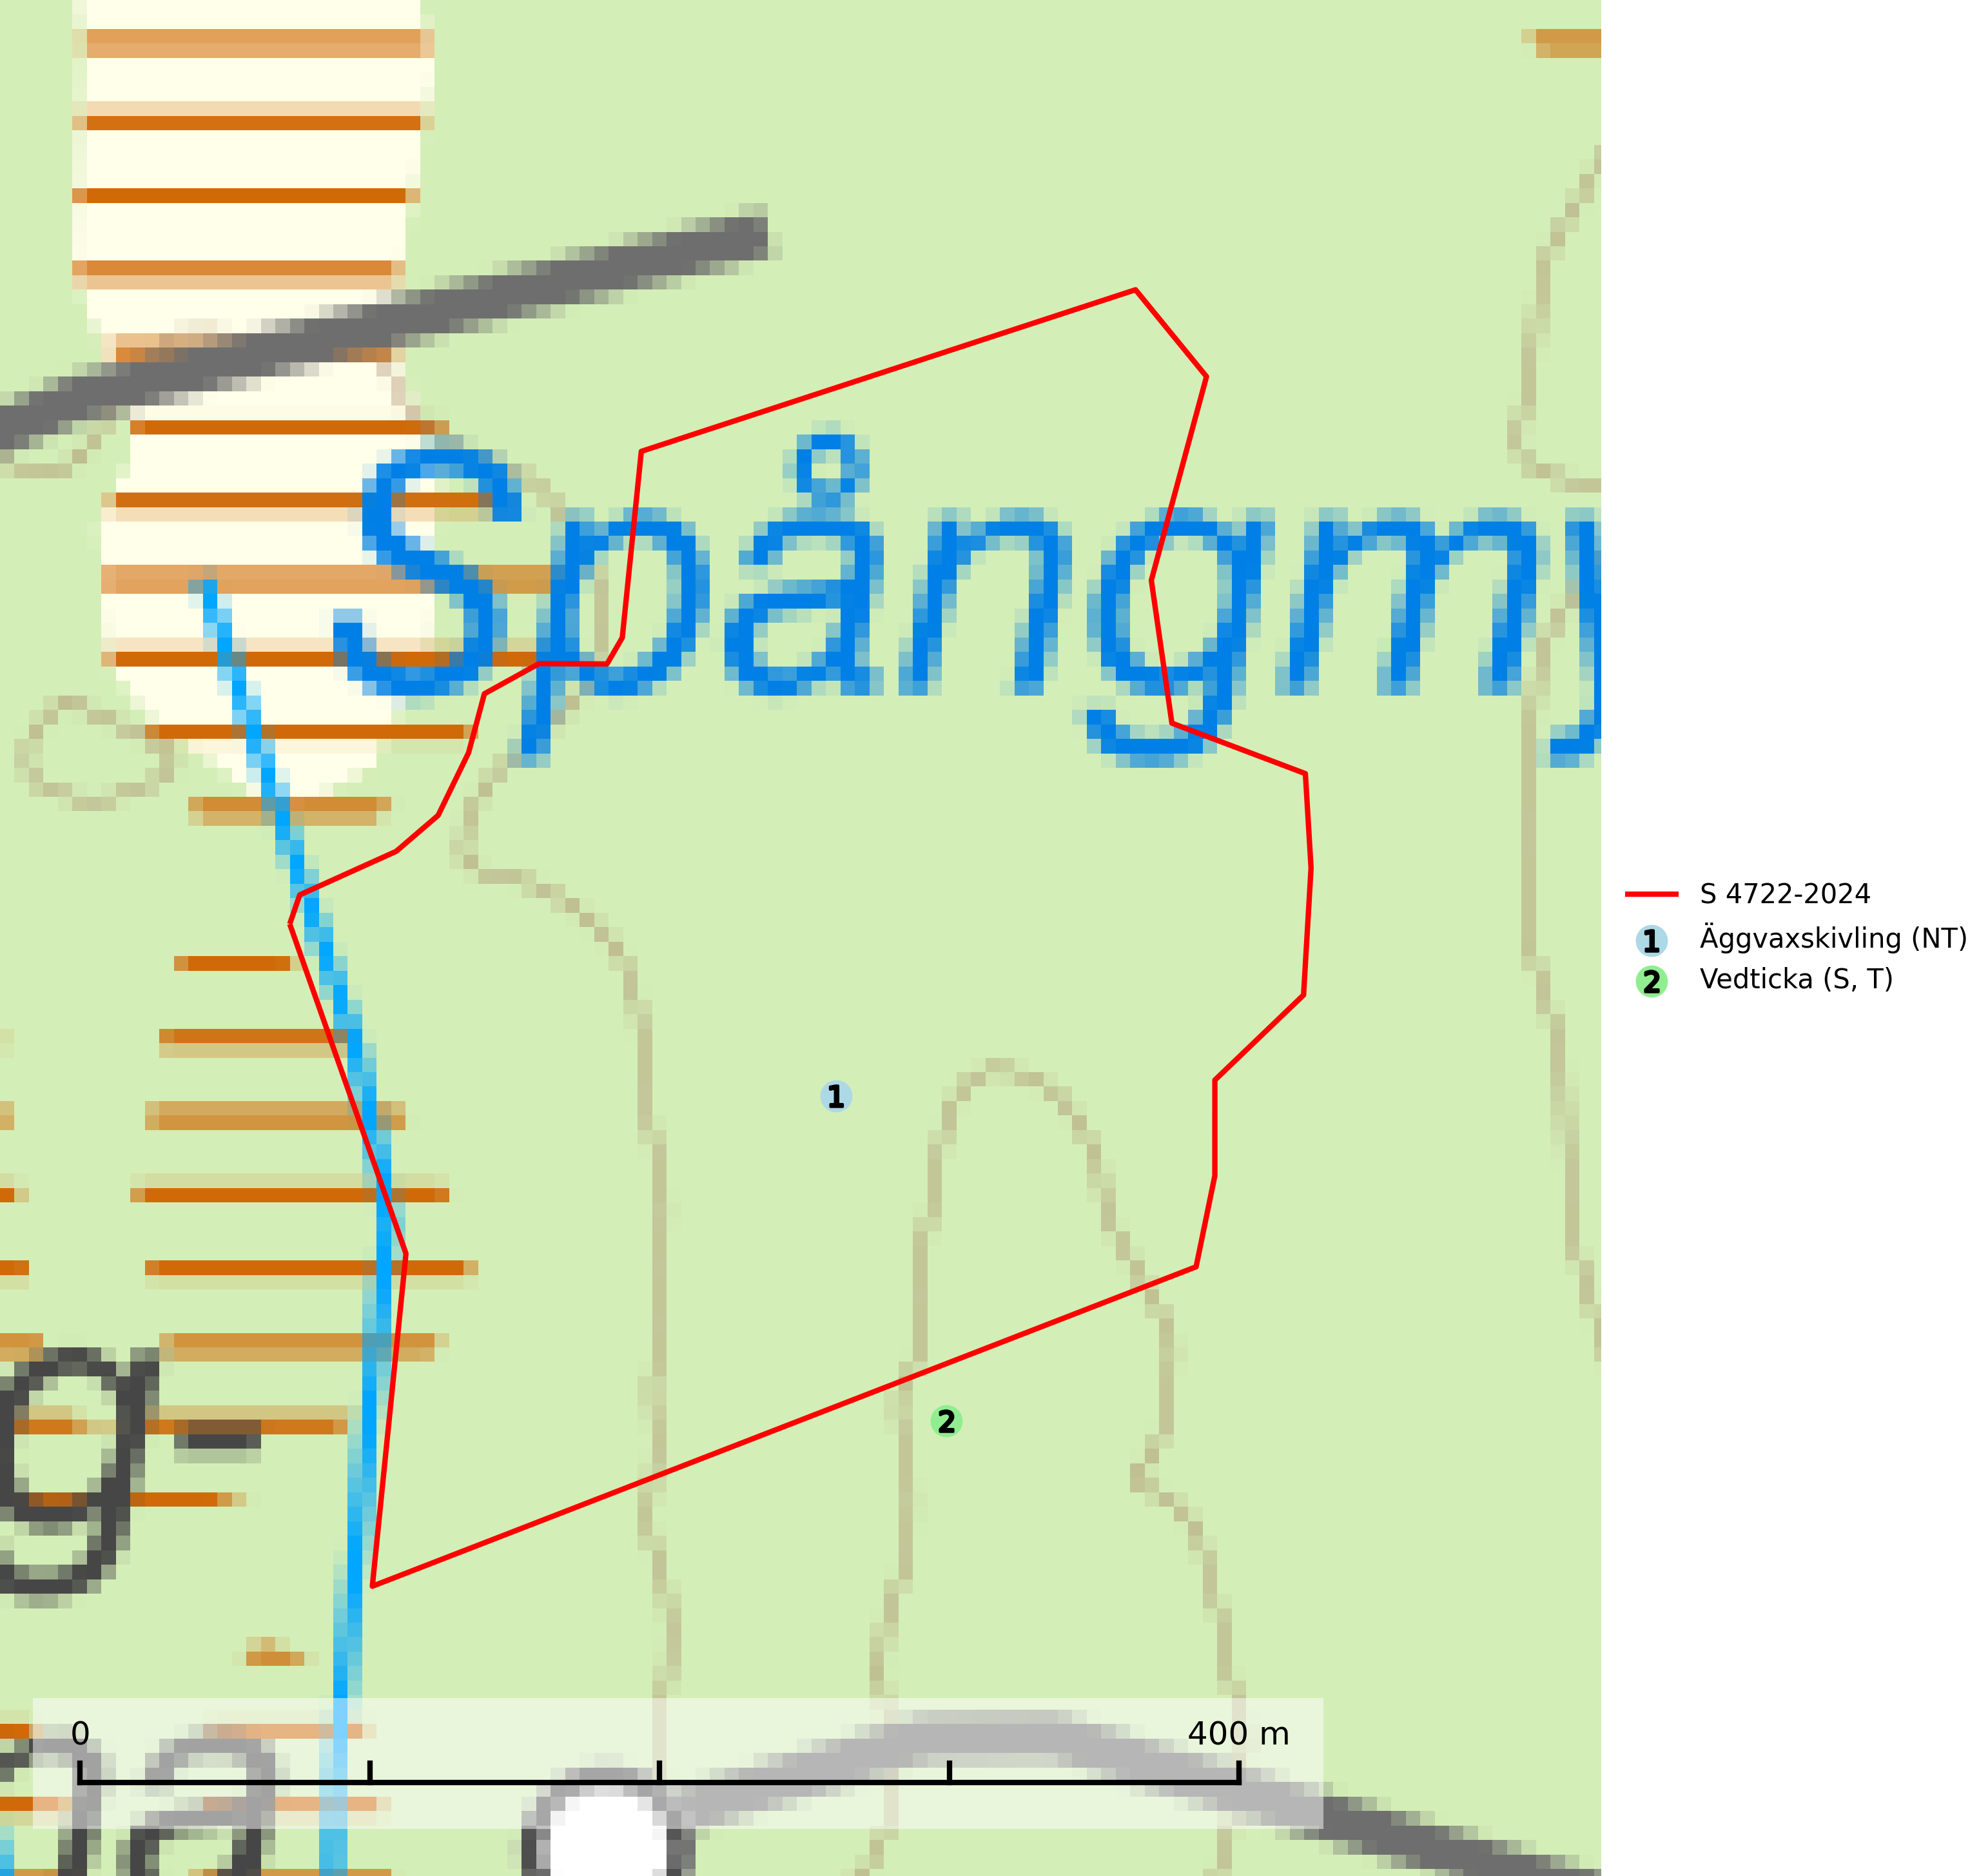 Spångmy
S 4722-2024
1 Äggvaxskivling (NT)
2 Vedticka (S, T)
1
2
g
0 400 m